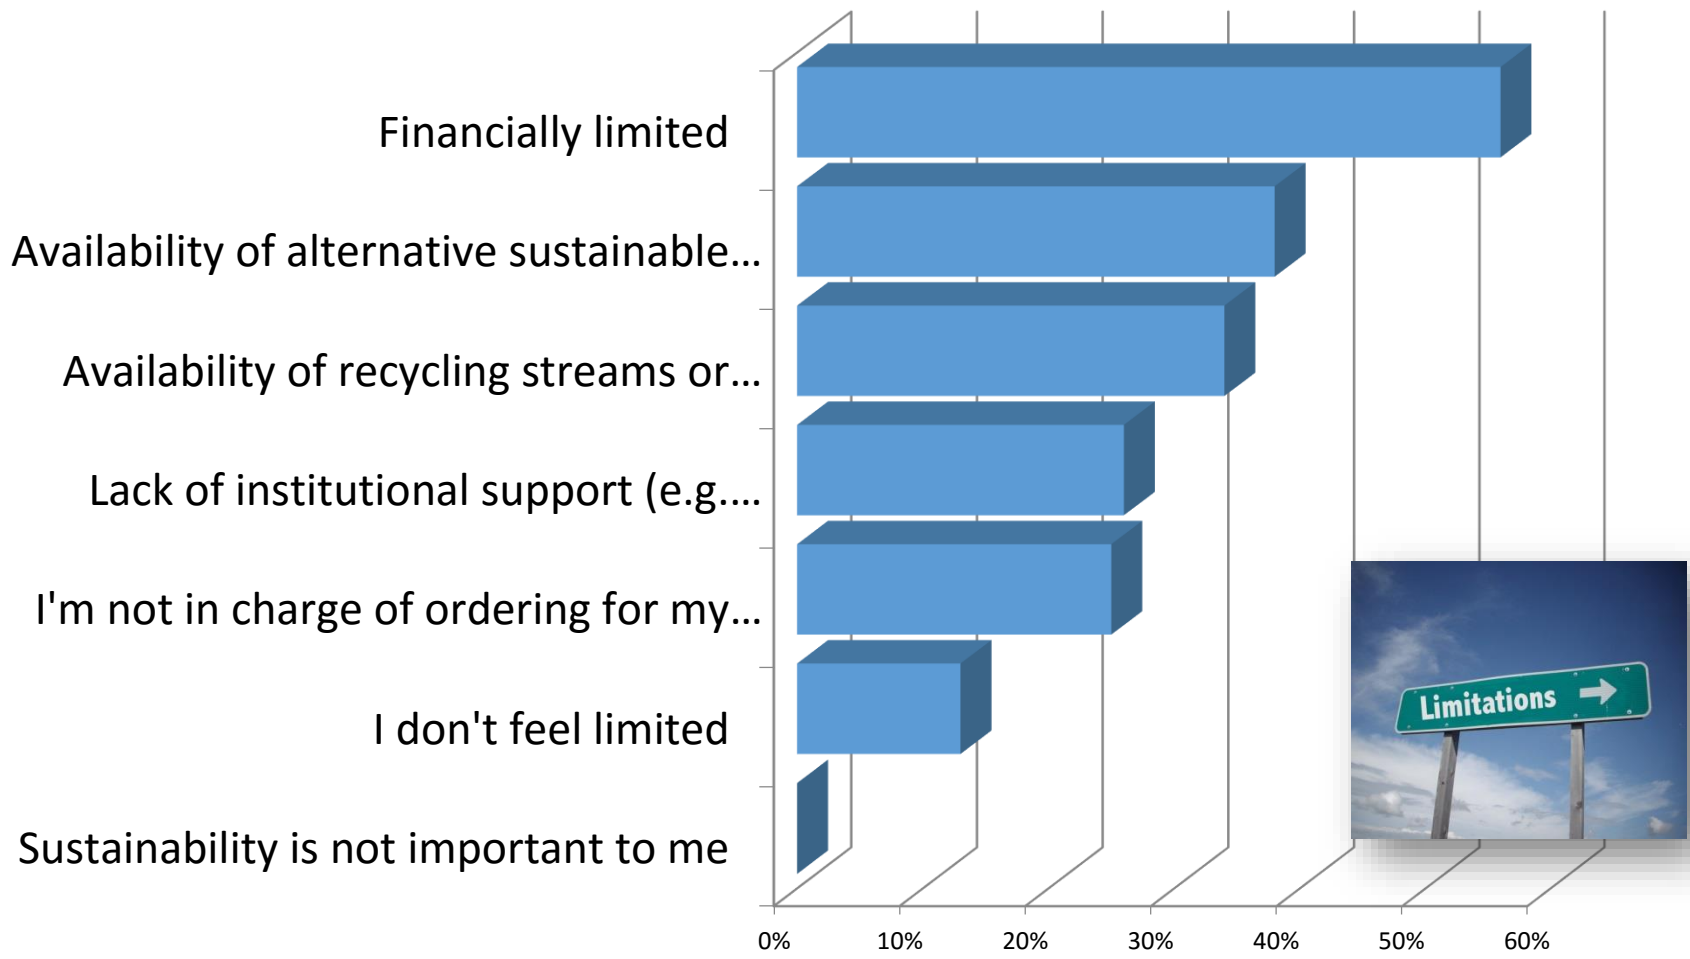 Financially limited
Availability of alternative sustainable...
Availability of recycling streams or...
Lack of institutional support (e.g....
I'm not in charge of ordering for my...
I don't feel limited
Limitations
Sustainability is not important to me
0% 10% 20% 30% 40% 50% 60%